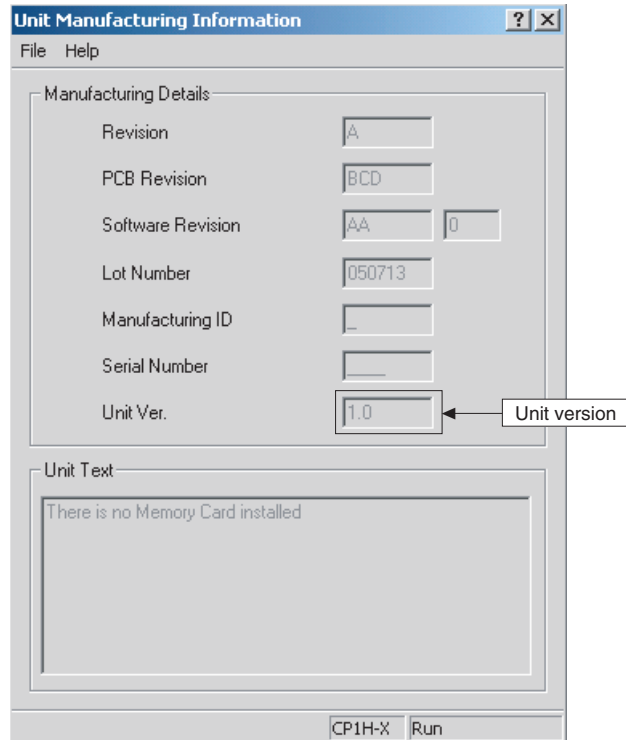 Unit Manufacturing Information
File Help
Manufacturing Details
Revision A
PCB Revision BCD
Software Revision AA 0
Lot Number 050713
Manufacturing ID _
Serial Number ____
Unit Ver. 1.0
Unit version
Unit Text
There is no Memory Card installed
CP1H-X Run